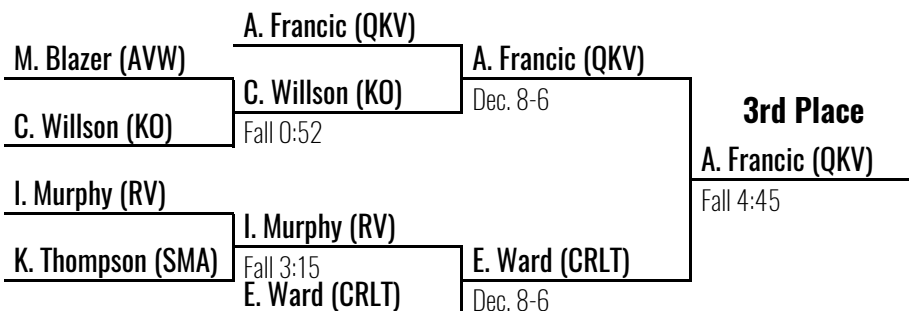 A. Francic (QKV)
M. Blazer (AVW)
A. Francic (QKV)
C. Willson (KO)
Dec. 8-6
3rd Place
C. Willson (KO)
Fall 0:52
A. Francic (QKV)
I. Murphy (RV)
Fall 4:45
I. Murphy (RV)
K. Thompson (SMA)
Fall 3:15
E. Ward (CRLT)
E. Ward (CRLT)
Dec. 8-6